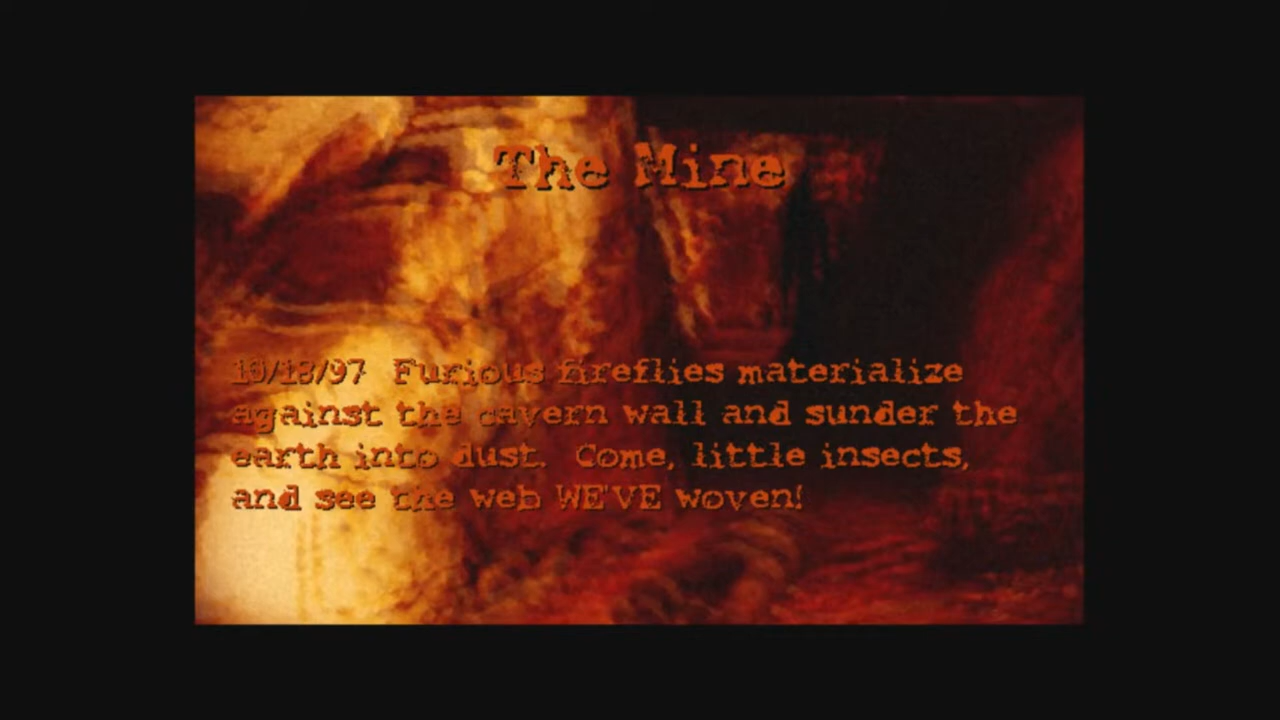 The Mine
10/18/97 Furious fireflies materialize
against the cavern wall and sunder the
earth into dust. Come, little insects,
and see the web WE'VE woven!